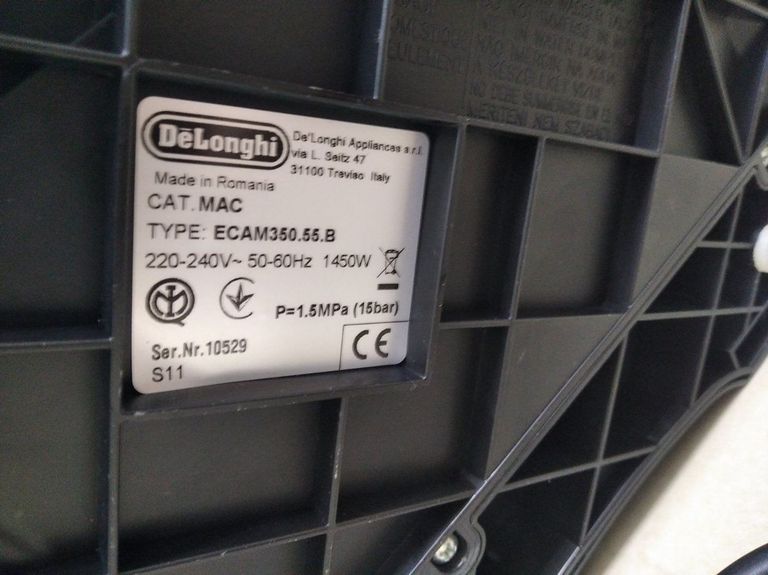 DēLonghi
De'Longhi Appliances s.r.l.
via L. Seitz 47
31100 Treviso Italy
Made in Romania
CAT. MAC
TYPE: ECAM350.55.B
220-240V~ 50-60Hz 1450W
P=1.5MPa (15bar)
Ser.Nr.10529
S11
CE